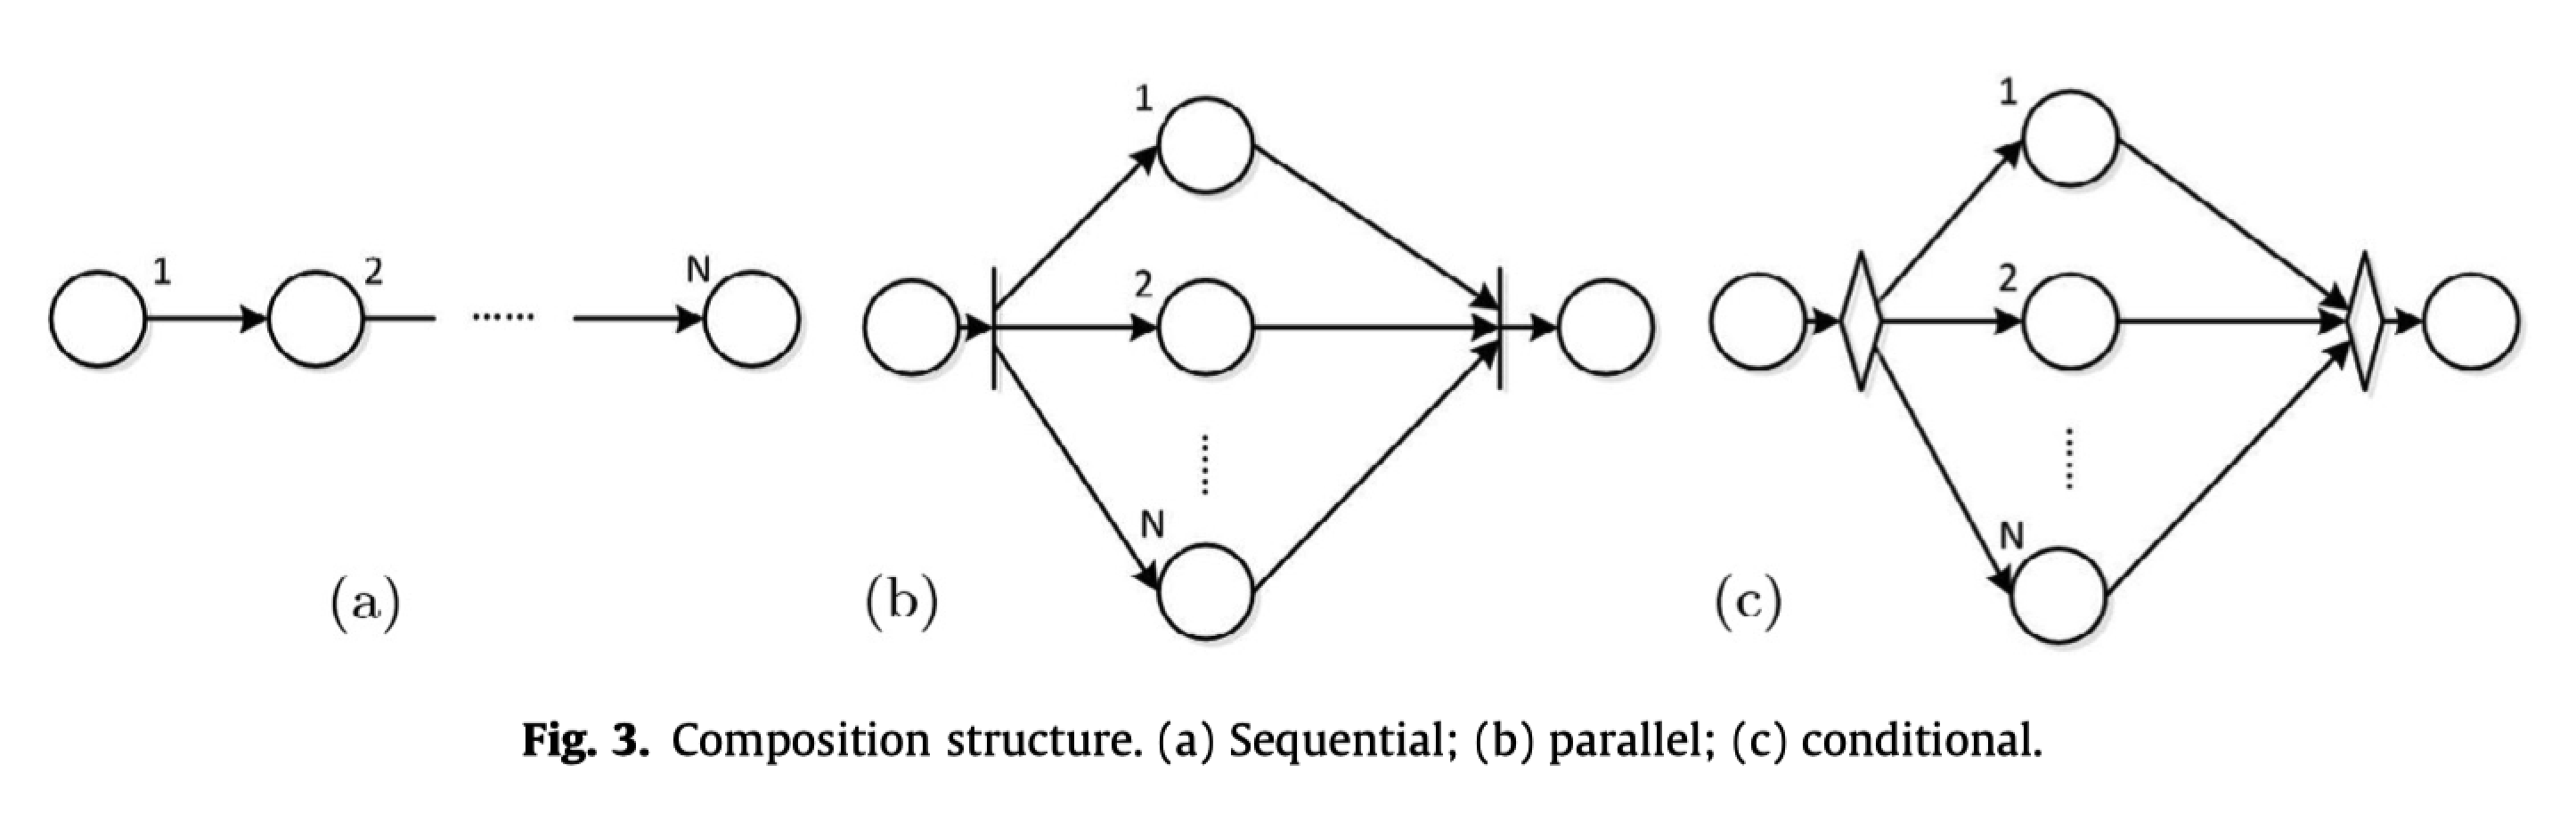 1
2
......
N
(a)
1
2
N
(b)
1
2
N
(c)
Fig. 3. Composition structure. (a) Sequential; (b) parallel; (c) conditional.